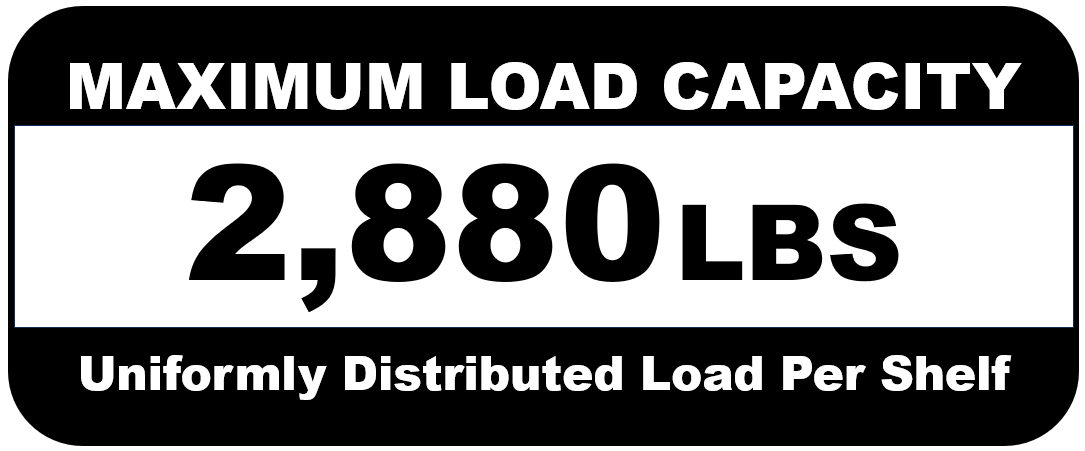 MAXIMUM LOAD CAPACITY
2,880 LBS
Uniformly Distributed Load Per Shelf